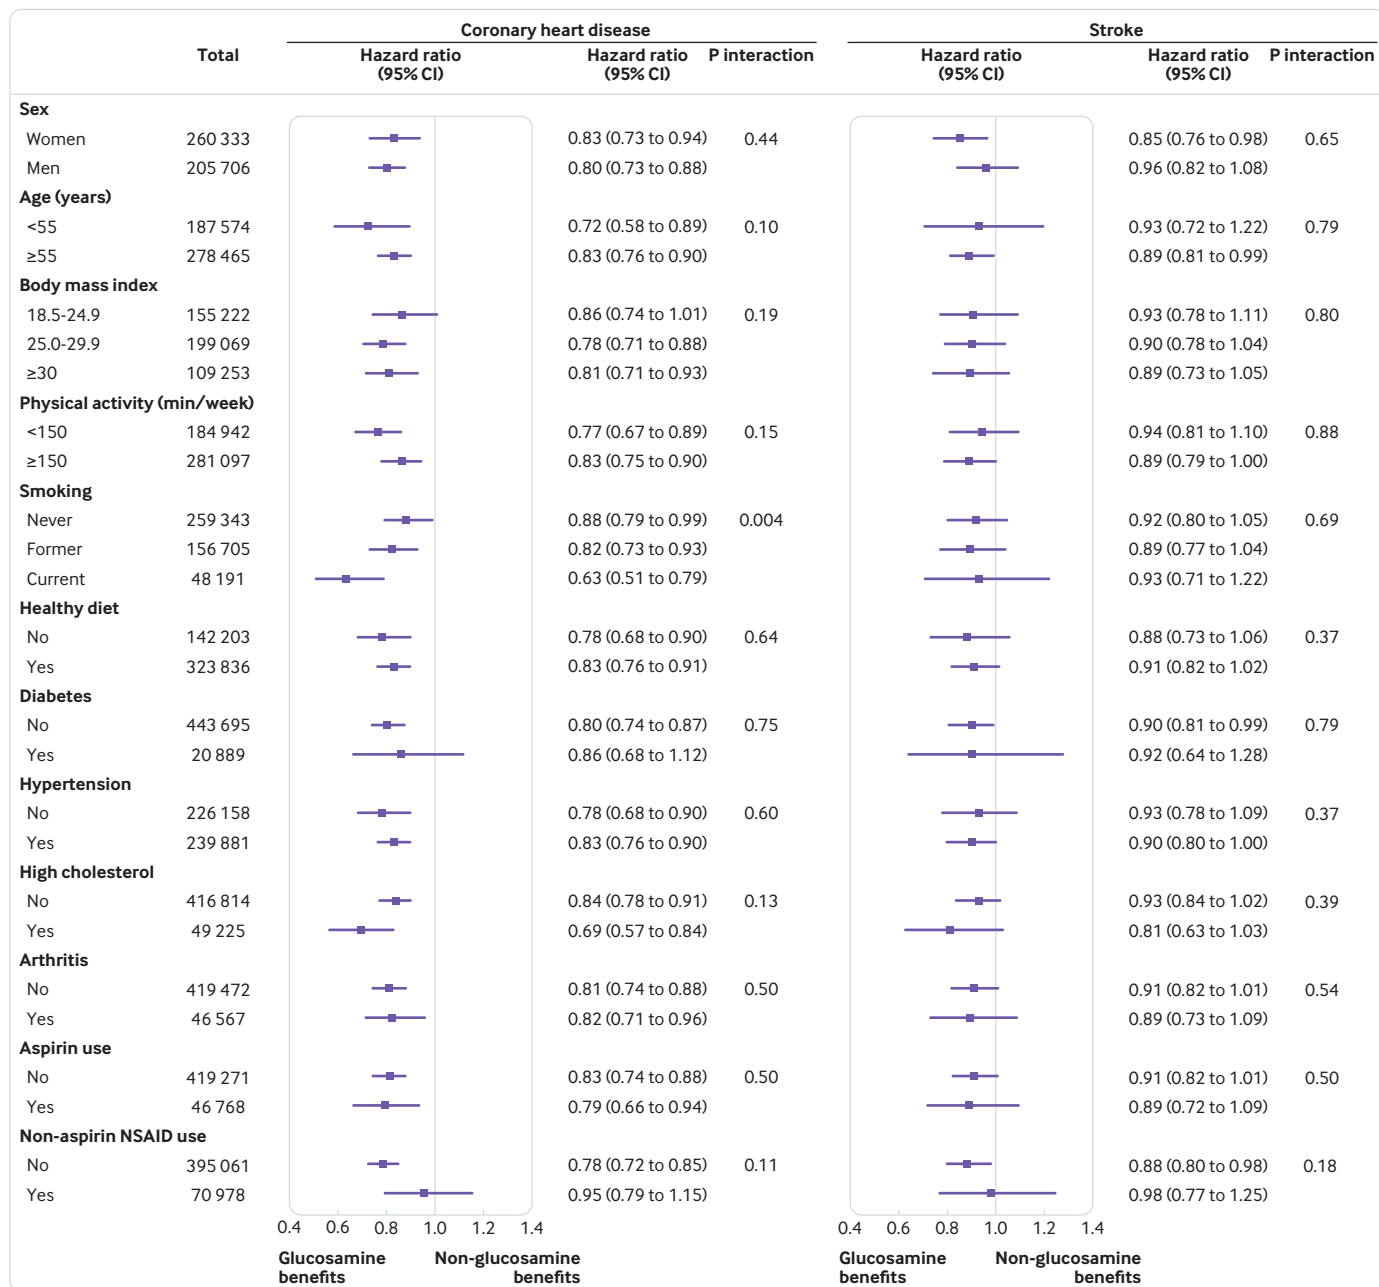 Coronary heart disease Stroke
Total Hazard ratio (95% CI) Hazard ratio (95% CI) P interaction Hazard ratio (95% CI) Hazard ratio (95% CI) P interaction
Sex
Women 260 333 0.83 (0.73 to 0.94) 0.44 0.85 (0.76 to 0.98) 0.65
Men 205 706 0.80 (0.73 to 0.88) 0.96 (0.82 to 1.08)
Age (years)
<55 187 574 0.72 (0.58 to 0.89) 0.10 0.93 (0.72 to 1.22) 0.79
≥55 278 465 0.83 (0.76 to 0.90) 0.89 (0.81 to 0.99)
Body mass index
18.5-24.9 155 222 0.86 (0.74 to 1.01) 0.19 0.93 (0.78 to 1.11) 0.80
25.0-29.9 199 069 0.78 (0.71 to 0.88) 0.90 (0.78 to 1.04)
≥30 109 253 0.81 (0.71 to 0.93) 0.89 (0.73 to 1.05)
Physical activity (min/week)
<150 184 942 0.77 (0.67 to 0.89) 0.15 0.94 (0.81 to 1.10) 0.88
≥150 281 097 0.83 (0.75 to 0.90) 0.89 (0.79 to 1.00)
Smoking
Never 259 343 0.88 (0.79 to 0.99) 0.004 0.92 (0.80 to 1.05) 0.69
Former 156 705 0.82 (0.73 to 0.93) 0.89 (0.77 to 1.04)
Current 48 191 0.63 (0.51 to 0.79) 0.93 (0.71 to 1.22)
Healthy diet
No 142 203 0.78 (0.68 to 0.90) 0.64 0.88 (0.73 to 1.06) 0.37
Yes 323 836 0.83 (0.76 to 0.91) 0.91 (0.82 to 1.02)
Diabetes
No 443 695 0.80 (0.74 to 0.87) 0.75 0.90 (0.81 to 0.99) 0.79
Yes 20 889 0.86 (0.68 to 1.12) 0.92 (0.64 to 1.28)
Hypertension
No 226 158 0.78 (0.68 to 0.90) 0.60 0.93 (0.78 to 1.09) 0.37
Yes 239 881 0.83 (0.76 to 0.90) 0.90 (0.80 to 1.00)
High cholesterol
No 416 814 0.84 (0.78 to 0.91) 0.13 0.93 (0.84 to 1.02) 0.39
Yes 49 225 0.69 (0.57 to 0.84) 0.81 (0.63 to 1.03)
Arthritis
No 419 472 0.81 (0.74 to 0.88) 0.50 0.91 (0.82 to 1.01) 0.54
Yes 46 567 0.82 (0.71 to 0.96) 0.89 (0.73 to 1.09)
Aspirin use
No 419 271 0.83 (0.74 to 0.88) 0.50 0.91 (0.82 to 1.01) 0.50
Yes 46 768 0.79 (0.66 to 0.94) 0.89 (0.72 to 1.09)
Non-aspirin NSAID use
No 395 061 0.78 (0.72 to 0.85) 0.11 0.88 (0.80 to 0.98) 0.18
Yes 70 978 0.95 (0.79 to 1.15) 0.98 (0.77 to 1.25)
0.4 0.6 0.8 1.0 1.2 1.4 0.4 0.6 0.8 1.0 1.2 1.4
Glucosamine Non-glucosamine Glucosamine Non-glucosamine
benefits benefits benefits benefits